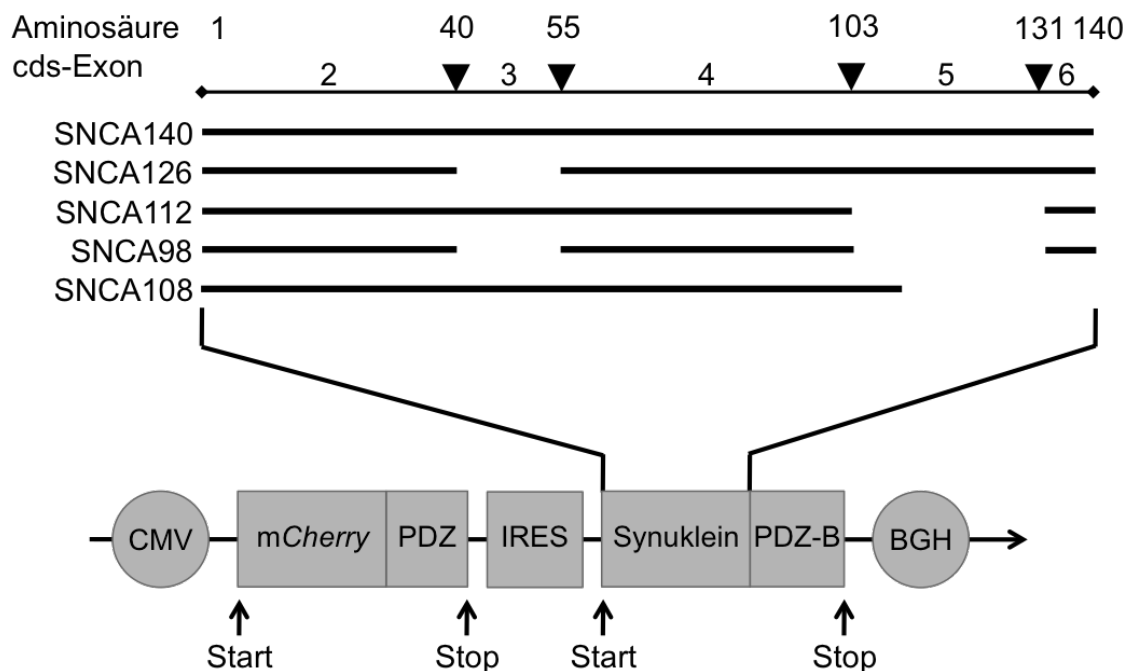 Aminosäure 1 40 55 103 131 140
cds-Exon 2 3 4 5 6
SNCA140
SNCA126
SNCA112
SNCA98
SNCA108
CMV mCherry PDZ IRES Synuklein PDZ-B BGH
Start Stop Start Stop